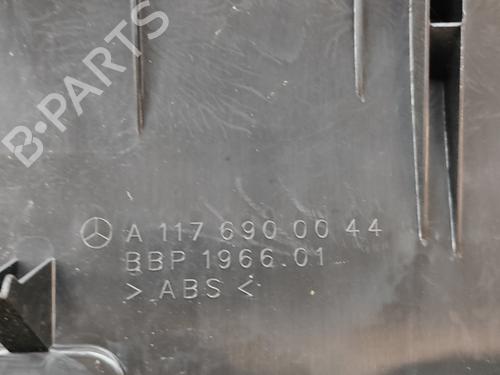 B-PARTS
A 117 690 00 44
BBP 1966.01
> ABS <